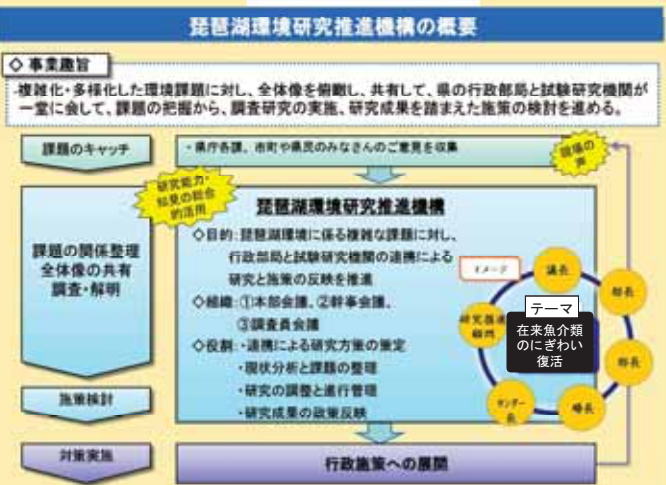 琵琶湖環境研究推進機構の概要
◇ 事業趣旨
・複雑化・多様化した環境課題に対し、全体像を俯瞰し、共有して、県の行政部局と試験研究機関が
一堂に会して、課題の把握から、調査研究の実施、研究成果を踏まえた施策の検討を進める。
課題のキャッチ
・県庁各課、市町や県民のみなさんのご意見を収集
現場の
声
研究能力・
知見の総合
的活用
課題の関係整理
全体像の共有
調査・解明
琵琶湖環境研究推進機構
◇目的：琵琶湖環境に係る複雑な課題に対し、
行政部局と試験研究機関の連携による
研究と施策の反映を推進
◇組織：①本部会議、②幹事会議、
③調査員会議
◇役割：・連携による研究方策の策定
・現状分析と課題の整理
・研究の調整と進行管理
・研究成果の政策反映
イメージ
議長
部長
部長
場長
センター
長
研究推進
顧問
テーマ
在来魚介類
のにぎわい
復活
施策検討
対策実施
行政施策への展開